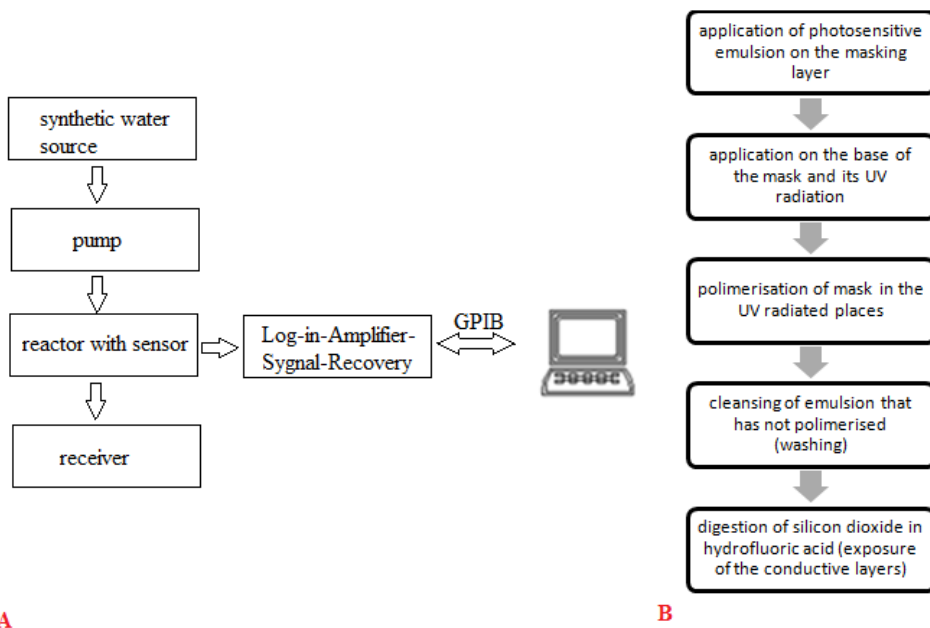 synthetic water
source
pump
reactor with sensor
receiver
Log-in-Amplifier-
Sygnal-Recovery
GPIB
A
application of photosensitive
emulsion on the masking
layer
application on the base of
the mask and its UV
radiation
polimerisation of mask in the
UV radiated places
cleansing of emulsion that
has not polimerised
(washing)
digestion of silicon dioxide in
hydrofluoric acid (exposure
of the conductive layers)
B